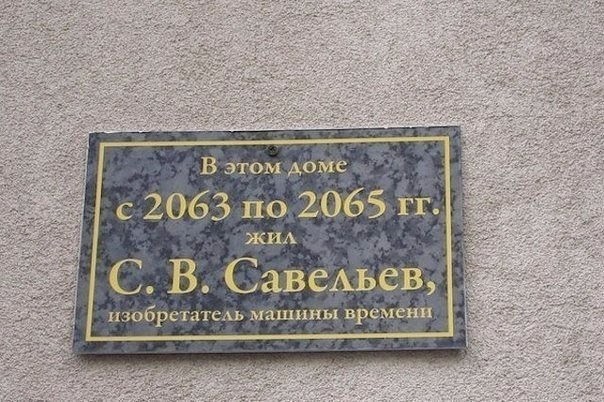 В этом доме
с 2063 по 2065 гг.
жил
С. В. Савельев,
изобретатель машины времени